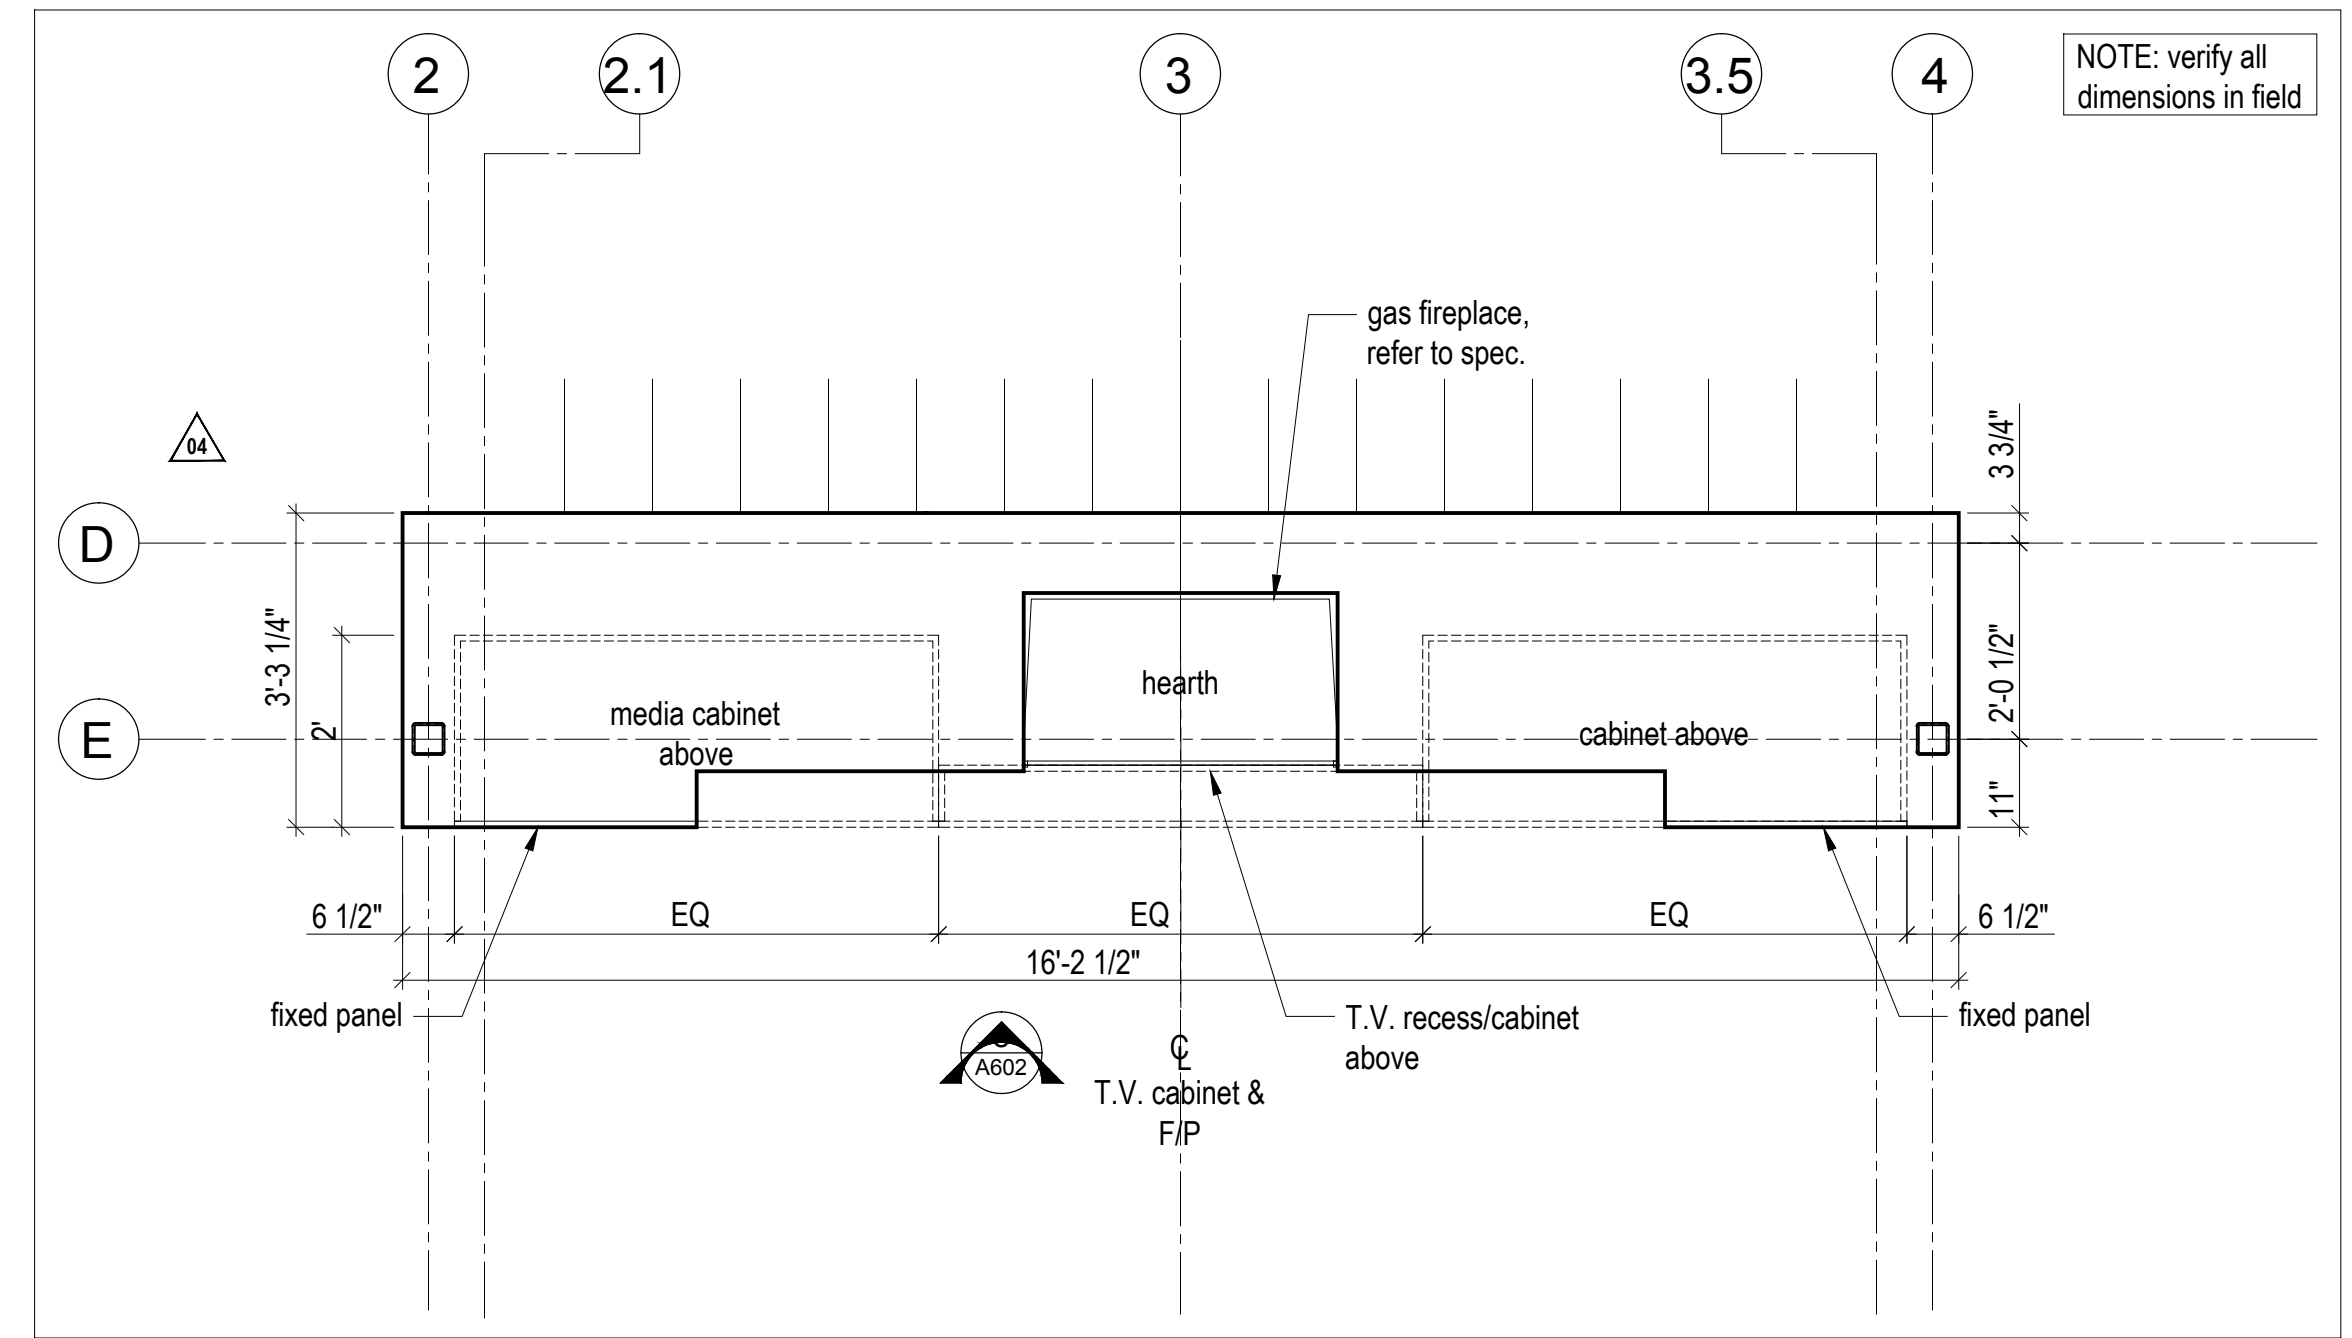 2
2.1
3
3.5
4
NOTE: verify all
dimensions in field
gas fireplace,
refer to spec.
04
3 3/4"
D
3'-3 1/4"
2'
2'-0 1/2"
hearth
media cabinet
above
cabinet above
E
11"
6 1/2"
EQ
EQ
EQ
6 1/2"
16'-2 1/2"
fixed panel
T.V. recess/cabinet
above
fixed panel
A602
℄
T.V. cabinet &
F/P